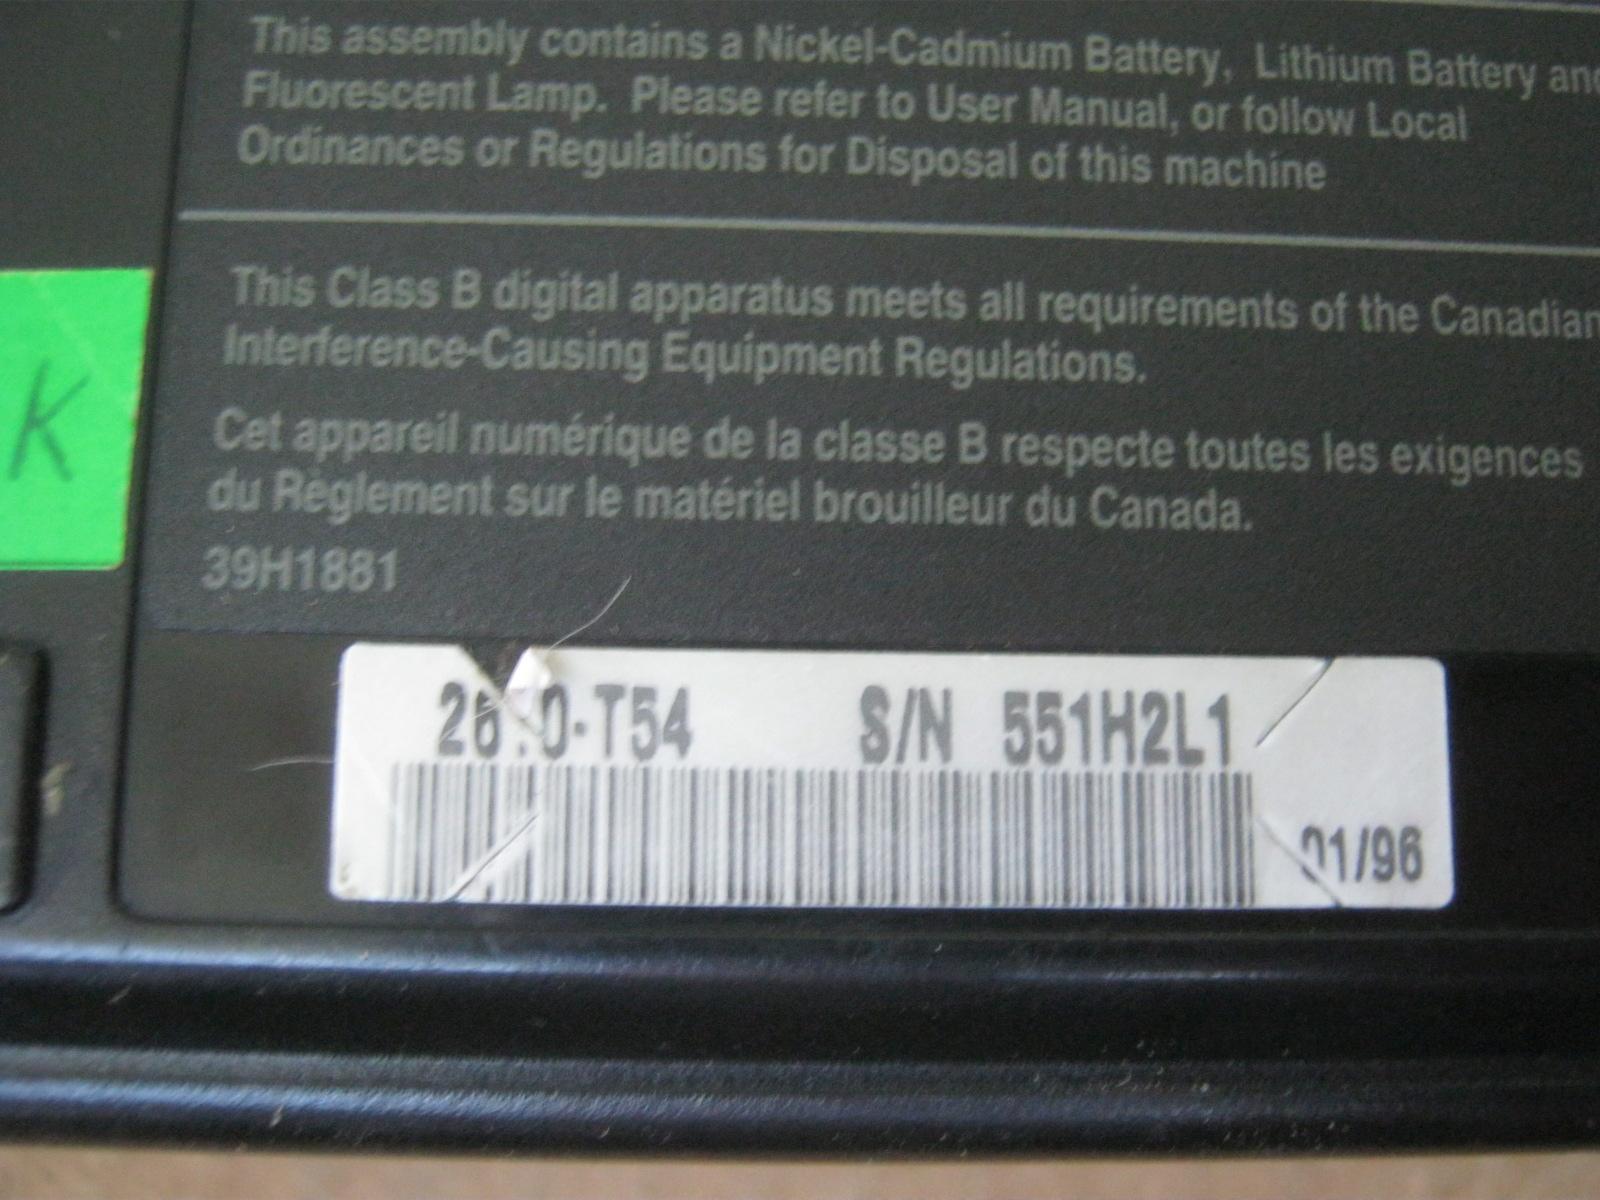 This assembly contains a Nickel-Cadmium Battery, Lithium Battery and
Fluorescent Lamp. Please refer to User Manual, or follow Local
Ordinances or Regulations for Disposal of this machine
This Class B digital apparatus meets all requirements of the Canadian
Interference-Causing Equipment Regulations.
K
Cet appareil numérique de la classe B respecte toutes les exigences
du Règlement sur le matériel brouilleur du Canada.
39H1881
S/N 551H2L1
01/96